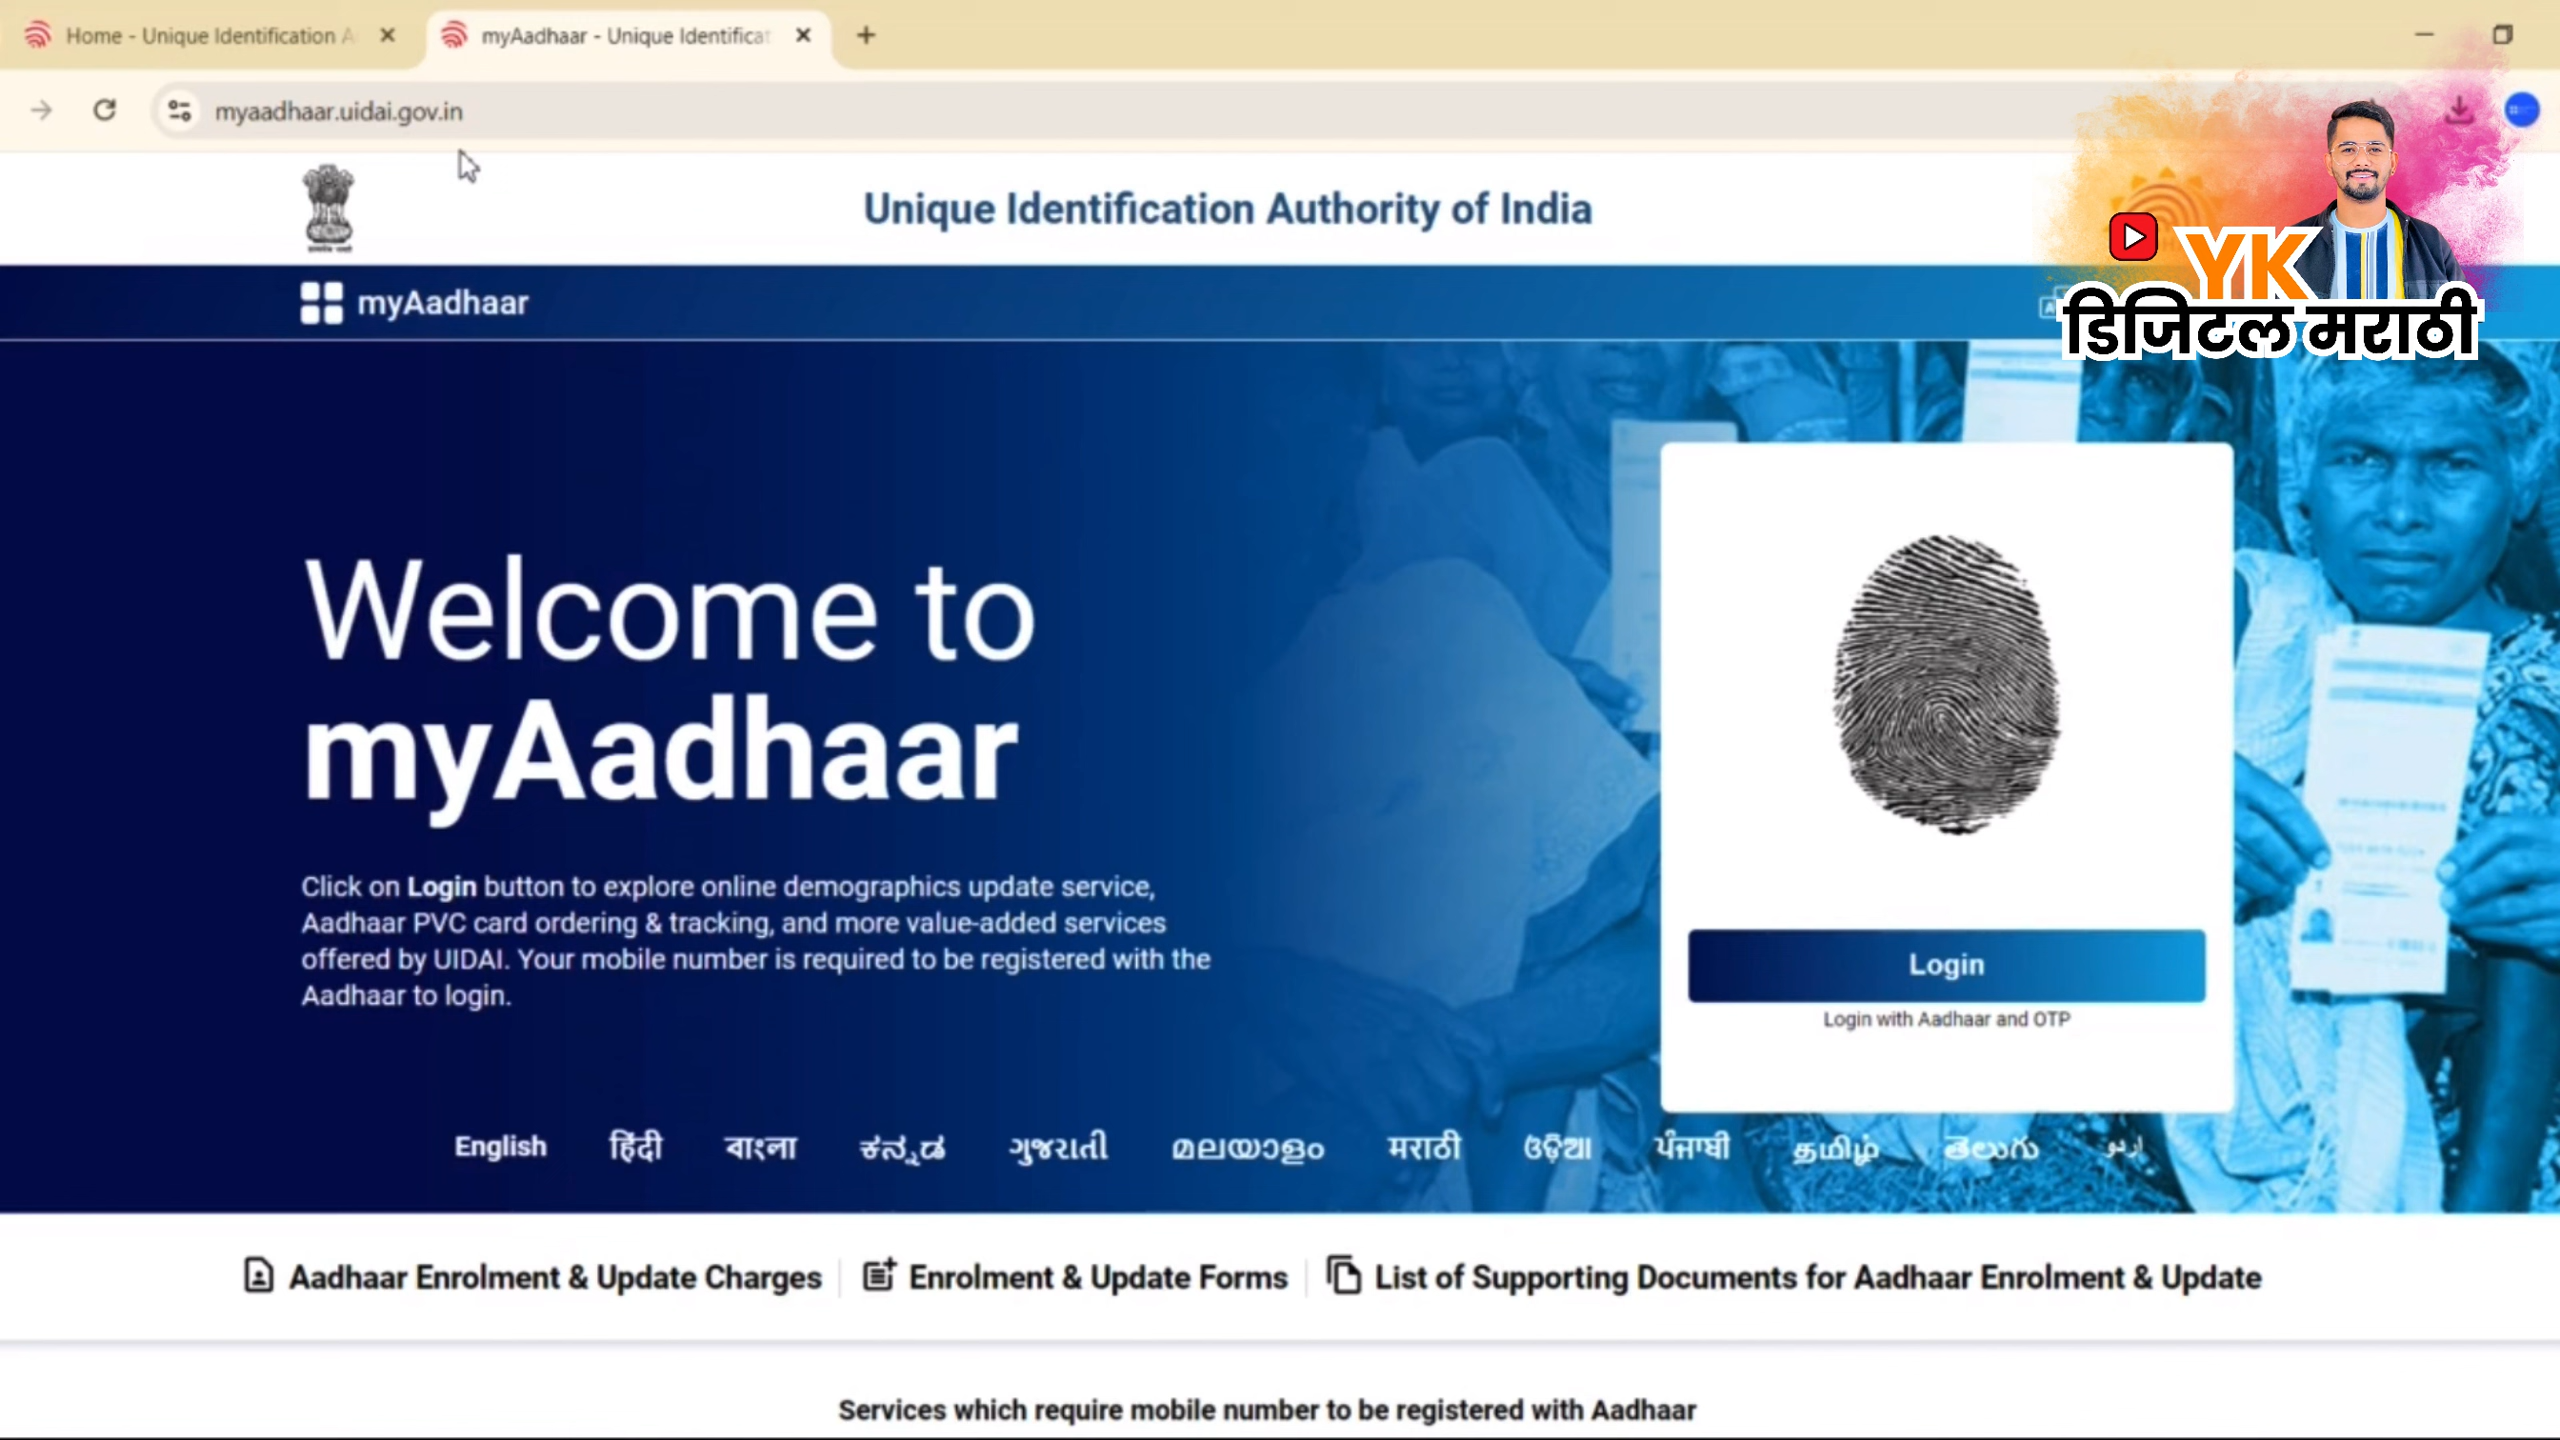 Home - Unique Identification A
myAadhaar - Unique Identificat
myaadhaar.uidai.gov.in
Unique Identification Authority of India
YK
डिजिटल मराठी
myAadhaar
Welcome to
myAadhaar
Click on Login button to explore online demographics update service,
Aadhaar PVC card ordering & tracking, and more value-added services
offered by UIDAI. Your mobile number is required to be registered with the
Aadhaar to login.
Login
Login with Aadhaar and OTP
English हिंदी বাংলা ಕನ್ನಡ ગુજરાતી മലയാളം मराठी ଓଡ଼ିଆ ਪੰਜਾਬੀ தமிழ் తెలుగు اردو
Aadhaar Enrolment & Update Charges
Enrolment & Update Forms
List of Supporting Documents for Aadhaar Enrolment & Update
Services which require mobile number to be registered with Aadhaar